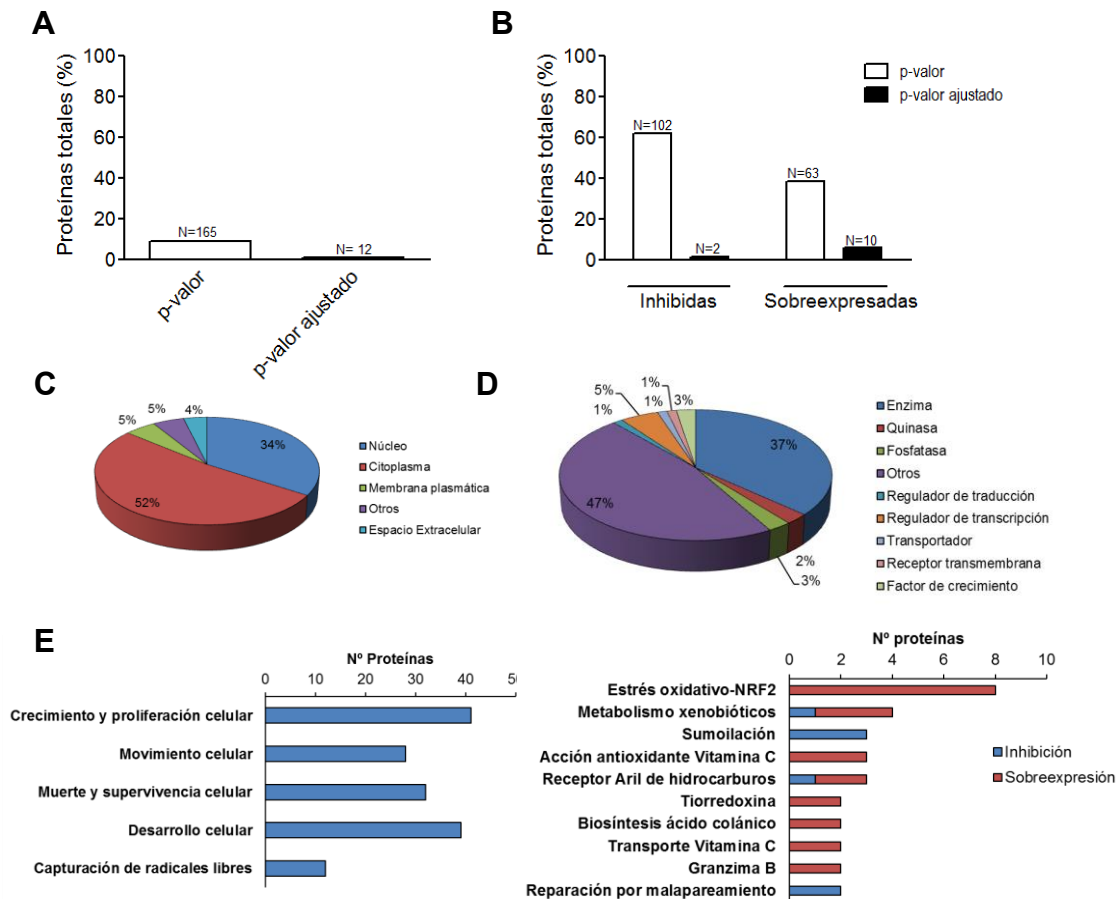 A
Proteínas totales (%)
100
80
60
40
20
0
N=165
N= 12
p-valor
p-valor ajustado
B
Proteínas totales (%)
100
80
60
40
20
0
N=102
N=2
N=63
N=10
Inhibidas
Sobreexpresadas
p-valor
p-valor ajustado
C
5%
5%
4%
34%
52%
Núcleo
Citoplasma
Membrana plasmática
Otros
Espacio Extracelular
D
1%
5%
1%
1%
3%
37%
47%
2%
3%
Enzima
Quinasa
Fosfatasa
Otros
Regulador de traducción
Regulador de transcripción
Transportador
Receptor transmembrana
Factor de crecimiento
E
Nº Proteínas
0 10 20 30 40
Crecimiento y proliferación celular
Movimiento celular
Muerte y supervivencia celular
Desarrollo celular
Capturación de radicales libres
Nº proteínas
0 2 4 6 8 10
Estrés oxidativo-NRF2
Metabolismo xenobióticos
Sumoilación
Acción antioxidante Vitamina C
Receptor Aril de hidrocarburos
Tiorredoxina
Biosíntesis ácido colánico
Transporte Vitamina C
Granzima B
Reparación por malapareamiento
Inhibición
Sobreexpresión